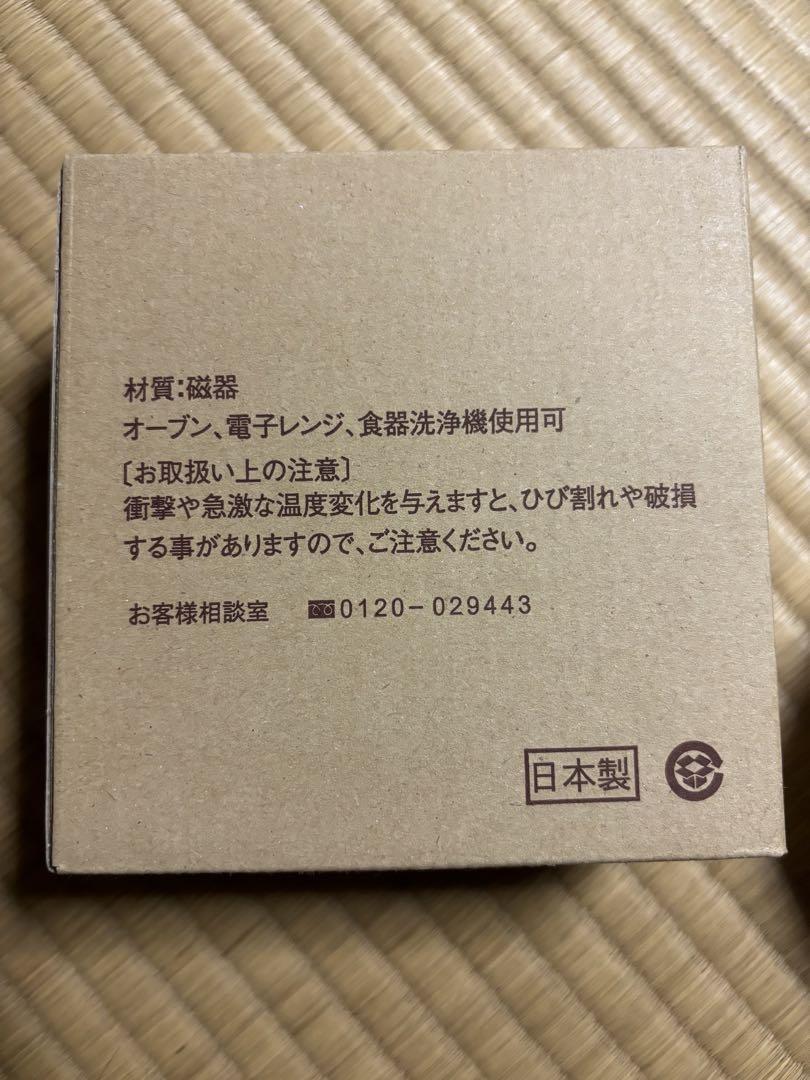 材質:磁器
オーブン、電子レンジ、食器洗浄機使用可
〔お取扱い上の注意〕
衝撃や急激な温度変化を与えますと、ひび割れや破損
する事がありますので、ご注意ください。
お客様相談室 0120-029443
日本製